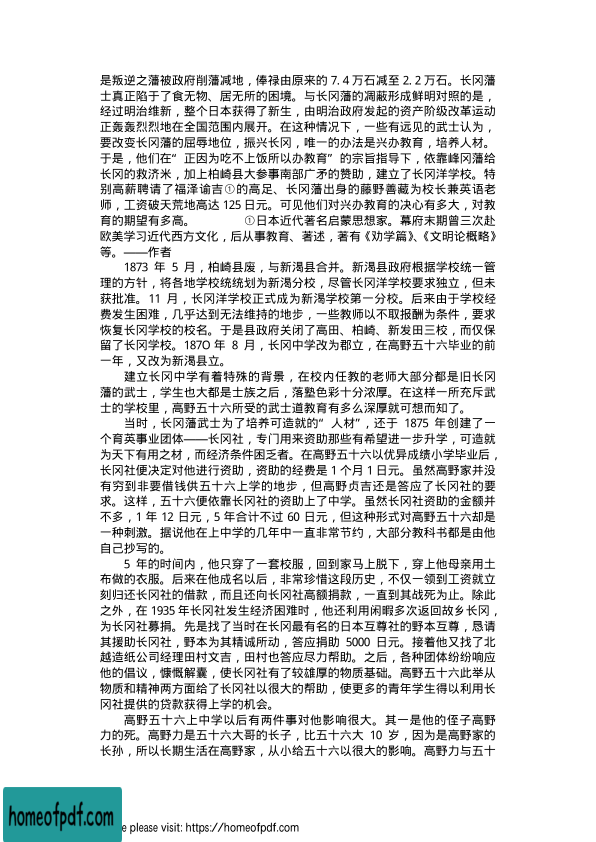 是叛逆之藩被政府削藩减地，俸禄由原来的 7. 4 万石减至 2. 2 万石。长冈藩
士真正陷于了食无物、居无所的困境。与长冈藩的凋蔽形成鲜明对照的是，
经过明治维新，整个日本获得了新生，由明治政府发起的资产阶级改革运动
正轰轰烈烈地在全国范围内展开。在这种情况下，一些有远见的武士认为，
要改变长冈藩的屈辱地位，振兴长冈，唯一的办法是兴办教育，培养人材。
于是，他们在“ 正因为吃不上饭所以办教育” 的宗旨指导下，依靠峰冈藩给
长冈的救济米，加上柏崎县大参事南部广矛的赞助，建立了长冈洋学校。特
别高薪聘请了福泽谕吉①的高足、长冈藩出身的藤野善藏为校长兼英语老
师，工资破天荒地高达 125 日元。可见他们对兴办教育的决心有多大，对教
育的期望有多高。 ①日本近代著名启蒙思想家。幕府末期曾三次赴
欧美学习近代西方文化，后从事教育、著述，著有《劝学篇》、《文明论概略》
等。——作者
1873 年 5 月，柏崎县废，与新渴县合并。新渴县政府根据学校统一管
理的方针，将各地学校统统划为新渴分校，尽管长冈洋学校要求独立，但未
获批准。11 月，长冈洋学校正式成为新渴学校第一分校。后来由于学校经
费发生困难，几乎达到无法维持的地步，一些教师以不取报酬为条件，要求
恢复长冈学校的校名。于是县政府关闭了高田、柏崎、新发田三校，而仅保
留了长冈学校。187O 年 8 月，长冈中学改为郡立，在高野五十六毕业的前
一年，又改为新渴县立。
建立长冈中学有着特殊的背景，在校内任教的老师大部分都是旧长冈
藩的武士，学生也大都是士族之后，落塾色彩十分浓厚。在这样一所充斥武
士的学校里，高野五十六所受的武士道教育有多么深厚就可想而知了。
当时，长冈藩武士为了培养可造就的“ 人材”，还于 1875 年创建了一
个育英事业团体——长冈社，专门用来资助那些有希望进一步升学，可造就
为天下有用之材，而经济条件困乏者。在高野五十六以优异成绩小学毕业后，
长冈社便决定对他进行资助，资助的经费是 1 个月 1 日元。虽然高野家并没
有穷到非要借钱供五十六上学的地步，但高野贞吉还是答应了长冈社的要
求。这样，五十六便依靠长冈社的资助上了中学。虽然长冈社资助的金额并
不多，1 年 12 日元，5 年合计不过 60 日元，但这种形式对高野五十六却是
一种刺激。据说他在上中学的几年中一直非常节约，大部分教科书都是由他
自己抄写的。
5 年的时间内，他只穿了一套校服，回到家马上脱下，穿上他母亲用土
布做的衣服。后来在他成名以后，非常珍惜这段历史，不仅一领到工资就立
刻归还长冈社的借款，而且还向长冈社高额捐款，一直到其战死为止。除此
之外，在 1935 年长冈社发生经济困难时，他还利用闲暇多次返回故乡长冈，
为长冈社募捐。先是找了当时在长冈最有名的日本互尊社的野本互尊，恳请
其援助长冈社，野本为其精诚所动，答应捐助 5000 日元。接着他又找了北
越造纸公司经理田村文吉，田村也答应尽力帮助。之后，各种团体纷纷响应
他的倡议，慷慨解囊，使长冈社有了较雄厚的物质基础。高野五十六此举从
物质和精神两方面给了长冈社以很大的帮助，使更多的青年学生得以利用长
冈社提供的贷款获得上学的机会。
高野五十六上中学以后有两件事对他影响很大。其一是他的侄子高野
力的死。高野力是五十六大哥的长子，比五十六大 10 岁，因为是高野家的
长孙，所以长期生活在高野家，从小给五十六以很大的影响。高野力与五十
homeofpdf.com
e please visit: https://homeofpdf.com